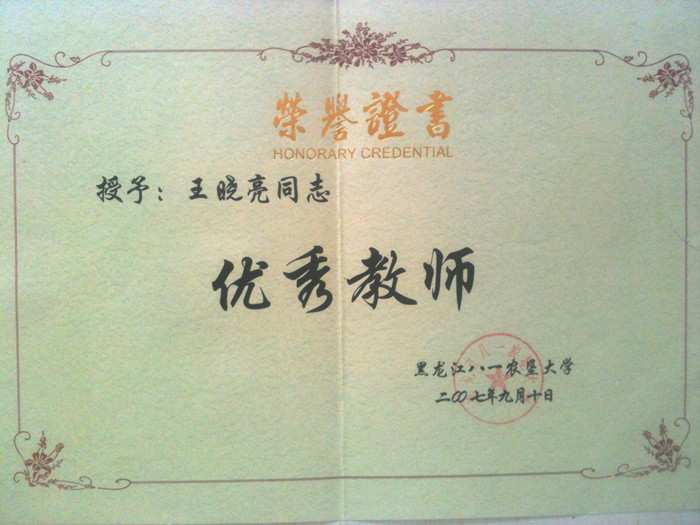 榮譽證書
HONORARY CREDENTIAL
授予：王晓亮同志
优秀教师
黑龙江八一农垦大学
二〇〇七年九月十日